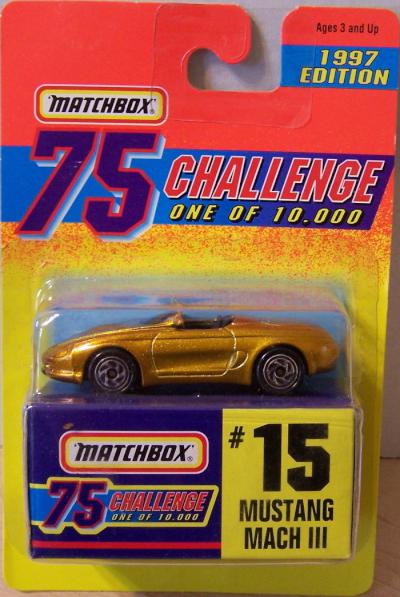 Ages 3 and Up
1997
EDITION
MATCHBOX®
75 CHALLENGE
ONE OF 10,000
MATCHBOX®
75 CHALLENGE
ONE OF 10,000
#15
MUSTANG
MACH III